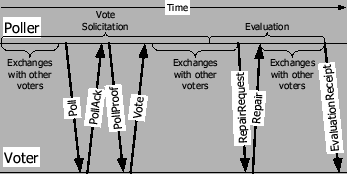 Time
Poller
Vote
Solicitation
Evaluation
Exchanges with other
voters
Exchanges with
other voters
Exchanges with
other voters
Poll
PollAck
PollProof
Vote
RepairRequest
Repair
EvaluationReceipt
Voter